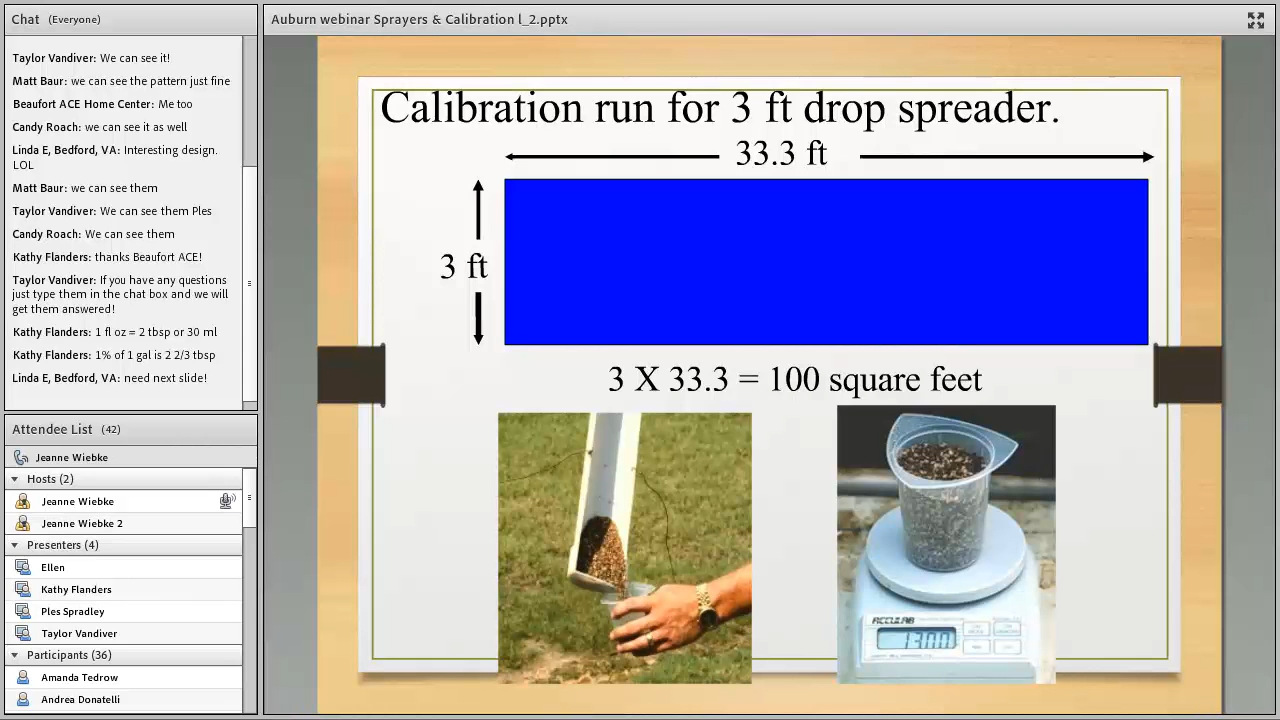 Chat (Everyone)
Taylor Vandiver: We can see it!
Matt Baur: we can see the pattern just fine
Beaufort ACE Home Center: Me too
Candy Roach: we can see it as well
Linda E, Bedford, VA: Interesting design.
LOL
Matt Baur: we can see them
Taylor Vandiver: We can see them Ples
Candy Roach: We can see them
Kathy Flanders: thanks Beaufort ACE!
Taylor Vandiver: If you have any questions
just type them in the chat box and we will
get them answered!
Kathy Flanders: 1 fl oz = 2 tbsp or 30 ml
Kathy Flanders: 1% of 1 gal is 2 2/3 tbsp
Linda E, Bedford, VA: need next slide!
Attendee List (42)
Jeanne Wiebke
Hosts (2)
Jeanne Wiebke
Jeanne Wiebke 2
Presenters (4)
Ellen
Kathy Flanders
Ples Spradley
Taylor Vandiver
Participants (36)
Amanda Tedrow
Andrea Donatelli
Auburn webinar Sprayers & Calibration l_2.pptx
Calibration run for 3 ft drop spreader.
33.3 ft
3 ft
3 X 33.3 = 100 square feet
ACCULAB